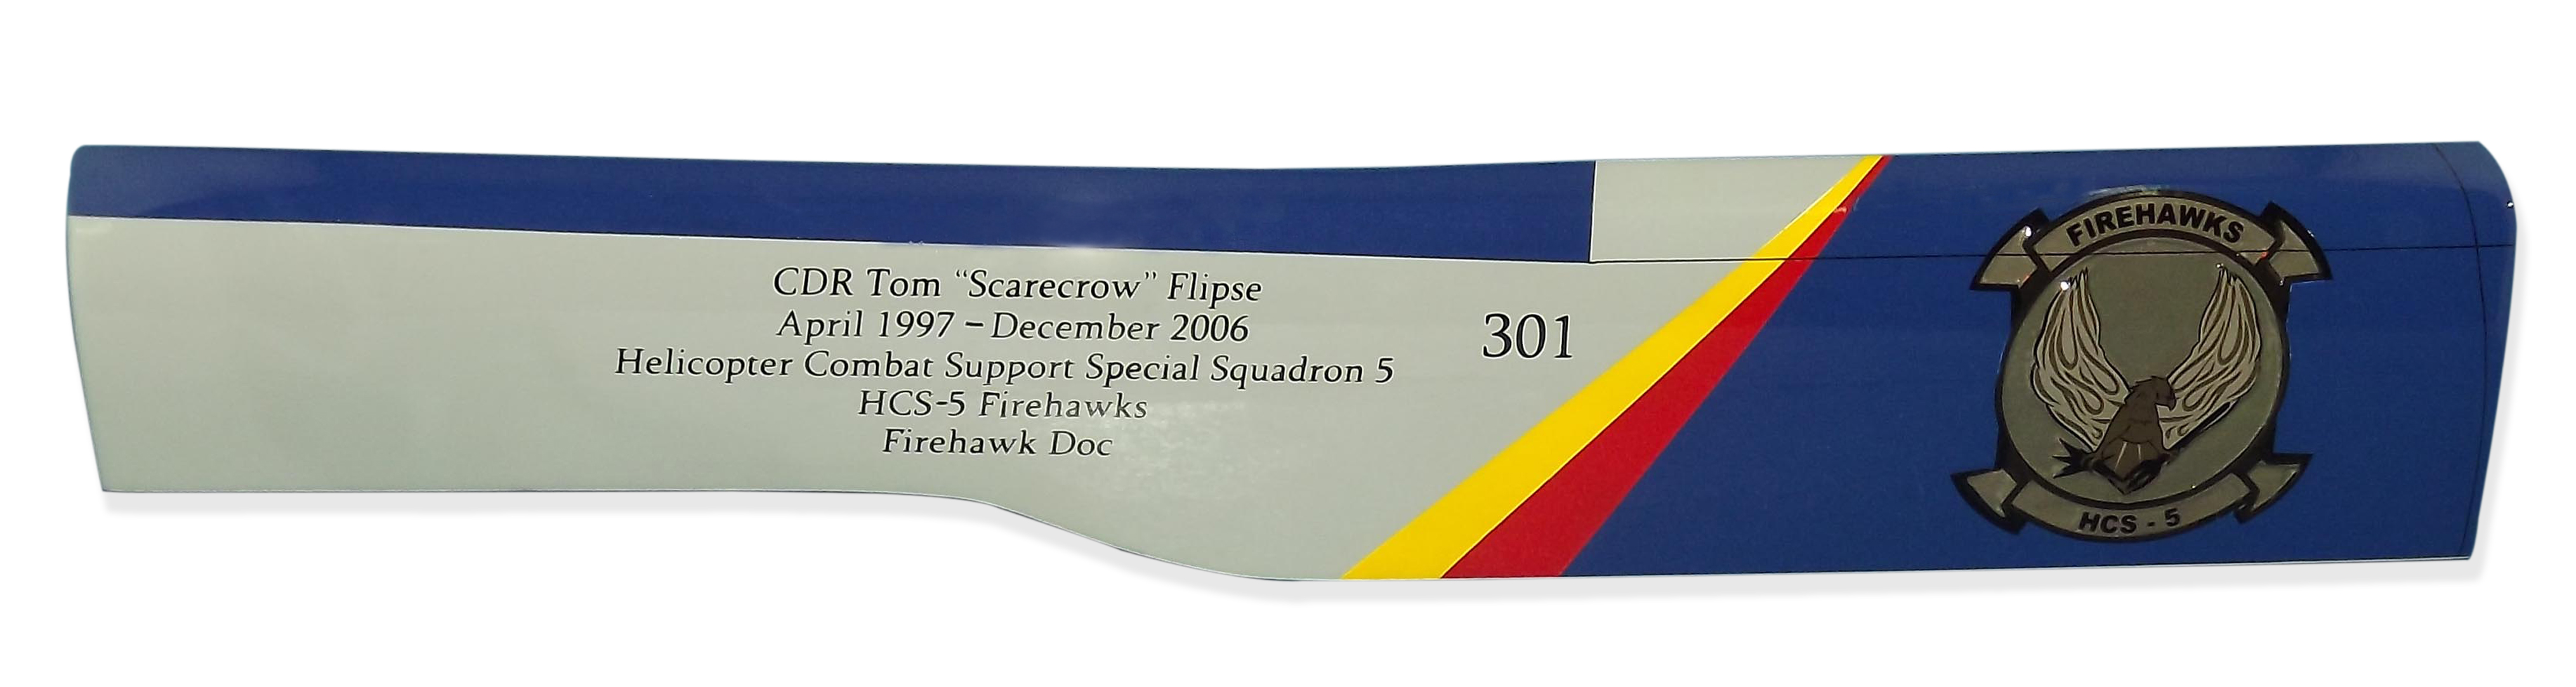 CDR Tom “Scarecrow” Flipse
April 1997 – December 2006
Helicopter Combat Support Special Squadron 5
HCS-5 Firehawks
Firehawk Doc
301
FIREHAWKS
HCS - 5